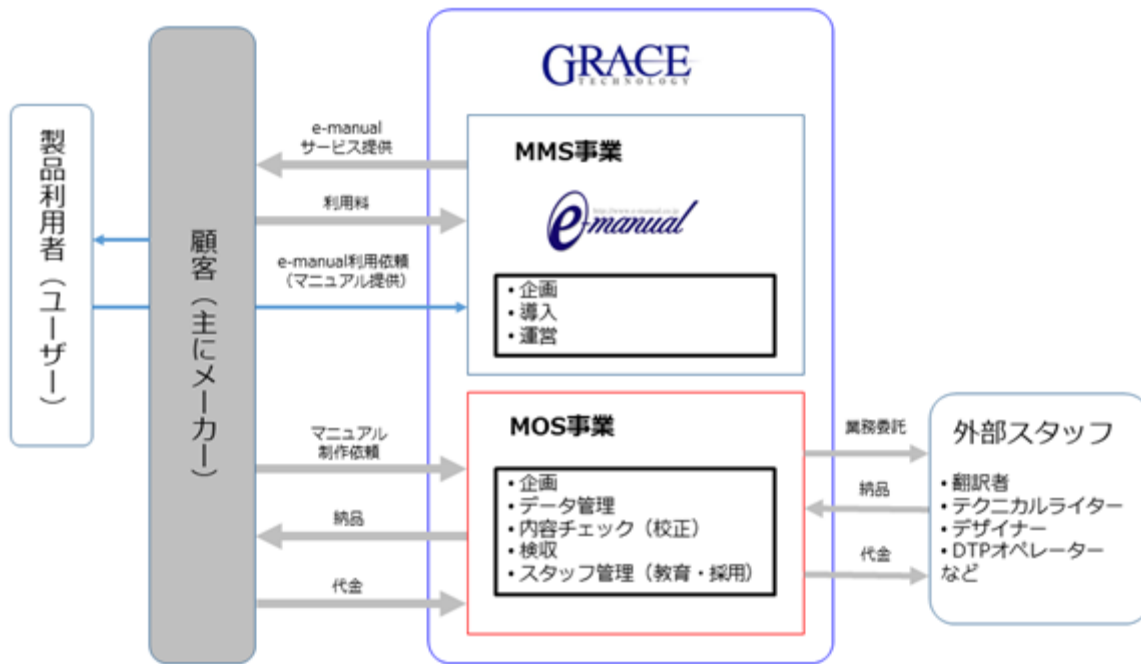 GRACE
TECHNOLOGY
製品利用者（ユーザー）
顧客（主にメーカー）
e-manual
サービス提供
利用料
e-manual利用依頼
（マニュアル提供）
MMS事業
http://www.e-manual.co.jp
e-manual
・企画
・導入
・運営
マニュアル
制作依頼
納品
代金
MOS事業
・企画
・データ管理
・内容チェック（校正）
・検収
・スタッフ管理（教育・採用）
業務委託
納品
代金
外部スタッフ
・翻訳者
・テクニカルライター
・デザイナー
・DTPオペレーター
など